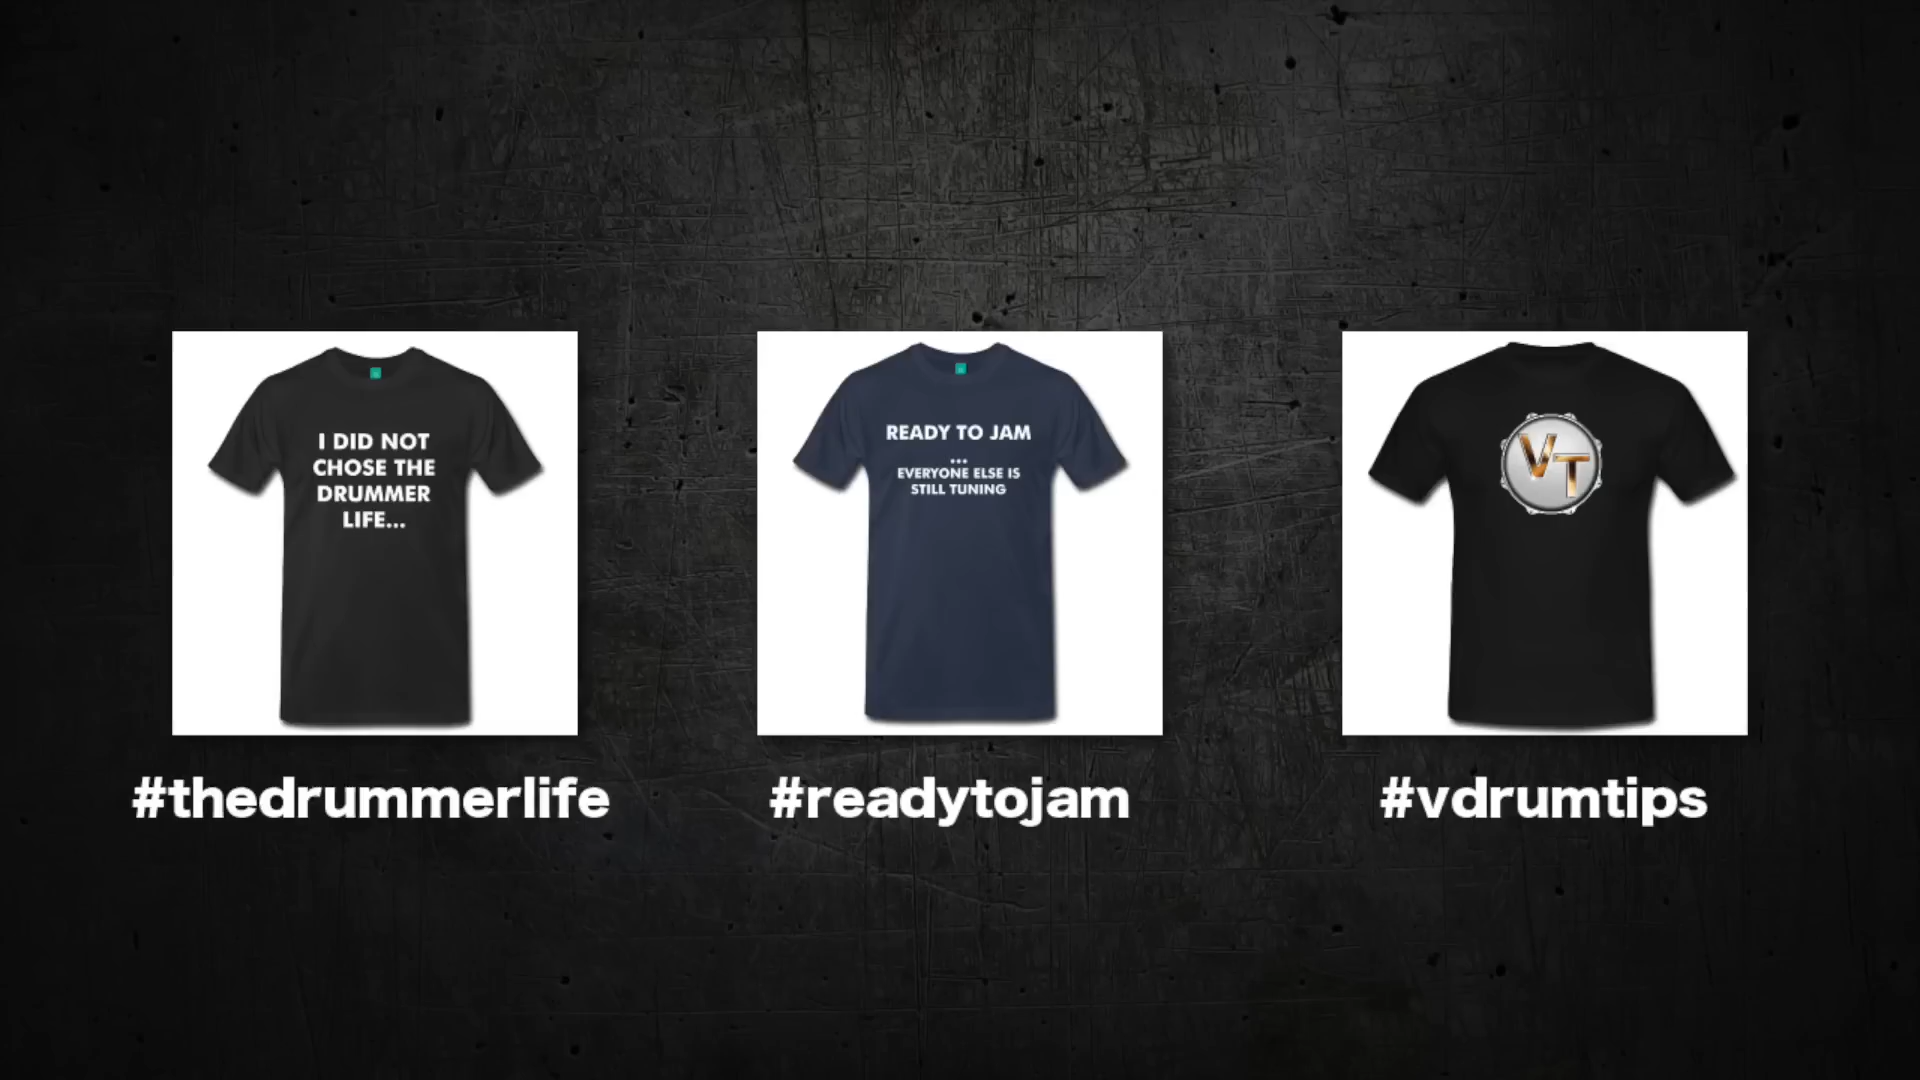 I DID NOT
CHOSE THE
DRUMMER
LIFE...
READY TO JAM
...
EVERYONE ELSE IS
STILL TUNING
VT
#thedrummerlife
#readytojam
#vdrumtips